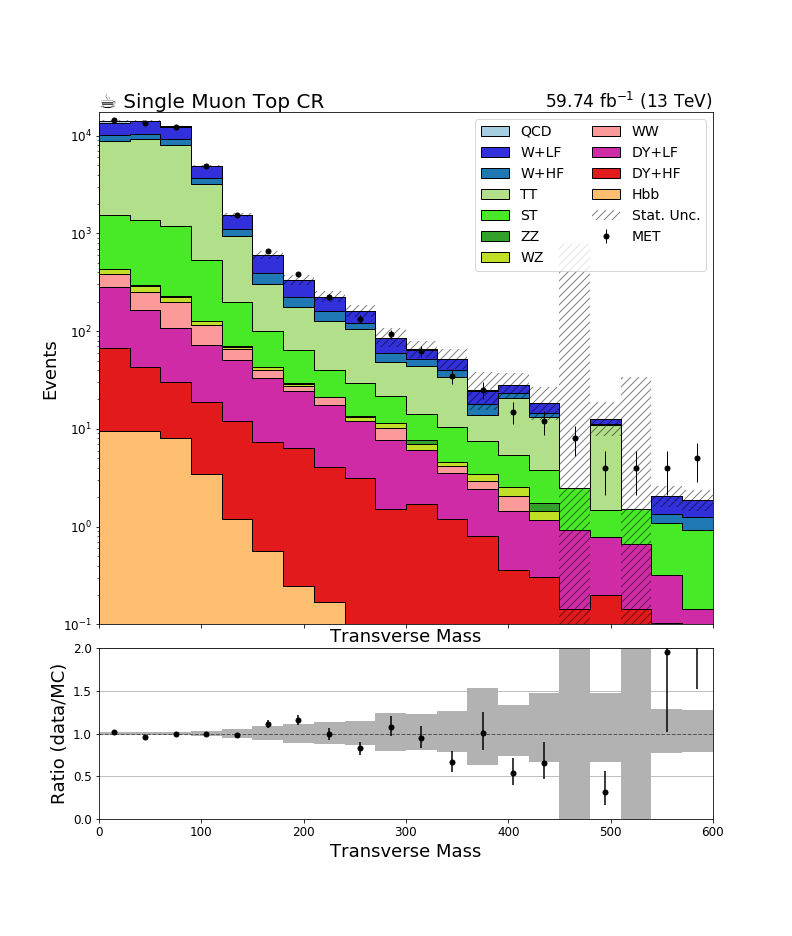 ☕ Single Muon Top CR
59.74 fb⁻¹ (13 TeV)
QCD
W+LF
W+HF
TT
ST
ZZ
WZ
WW
DY+LF
DY+HF
Hbb
Stat. Unc.
MET
Events
10⁴
10³
10²
10¹
10⁰
10⁻¹
Transverse Mass
Ratio (data/MC)
2.0
1.5
1.0
0.5
0.0
0 100 200 300 400 500 600
Transverse Mass